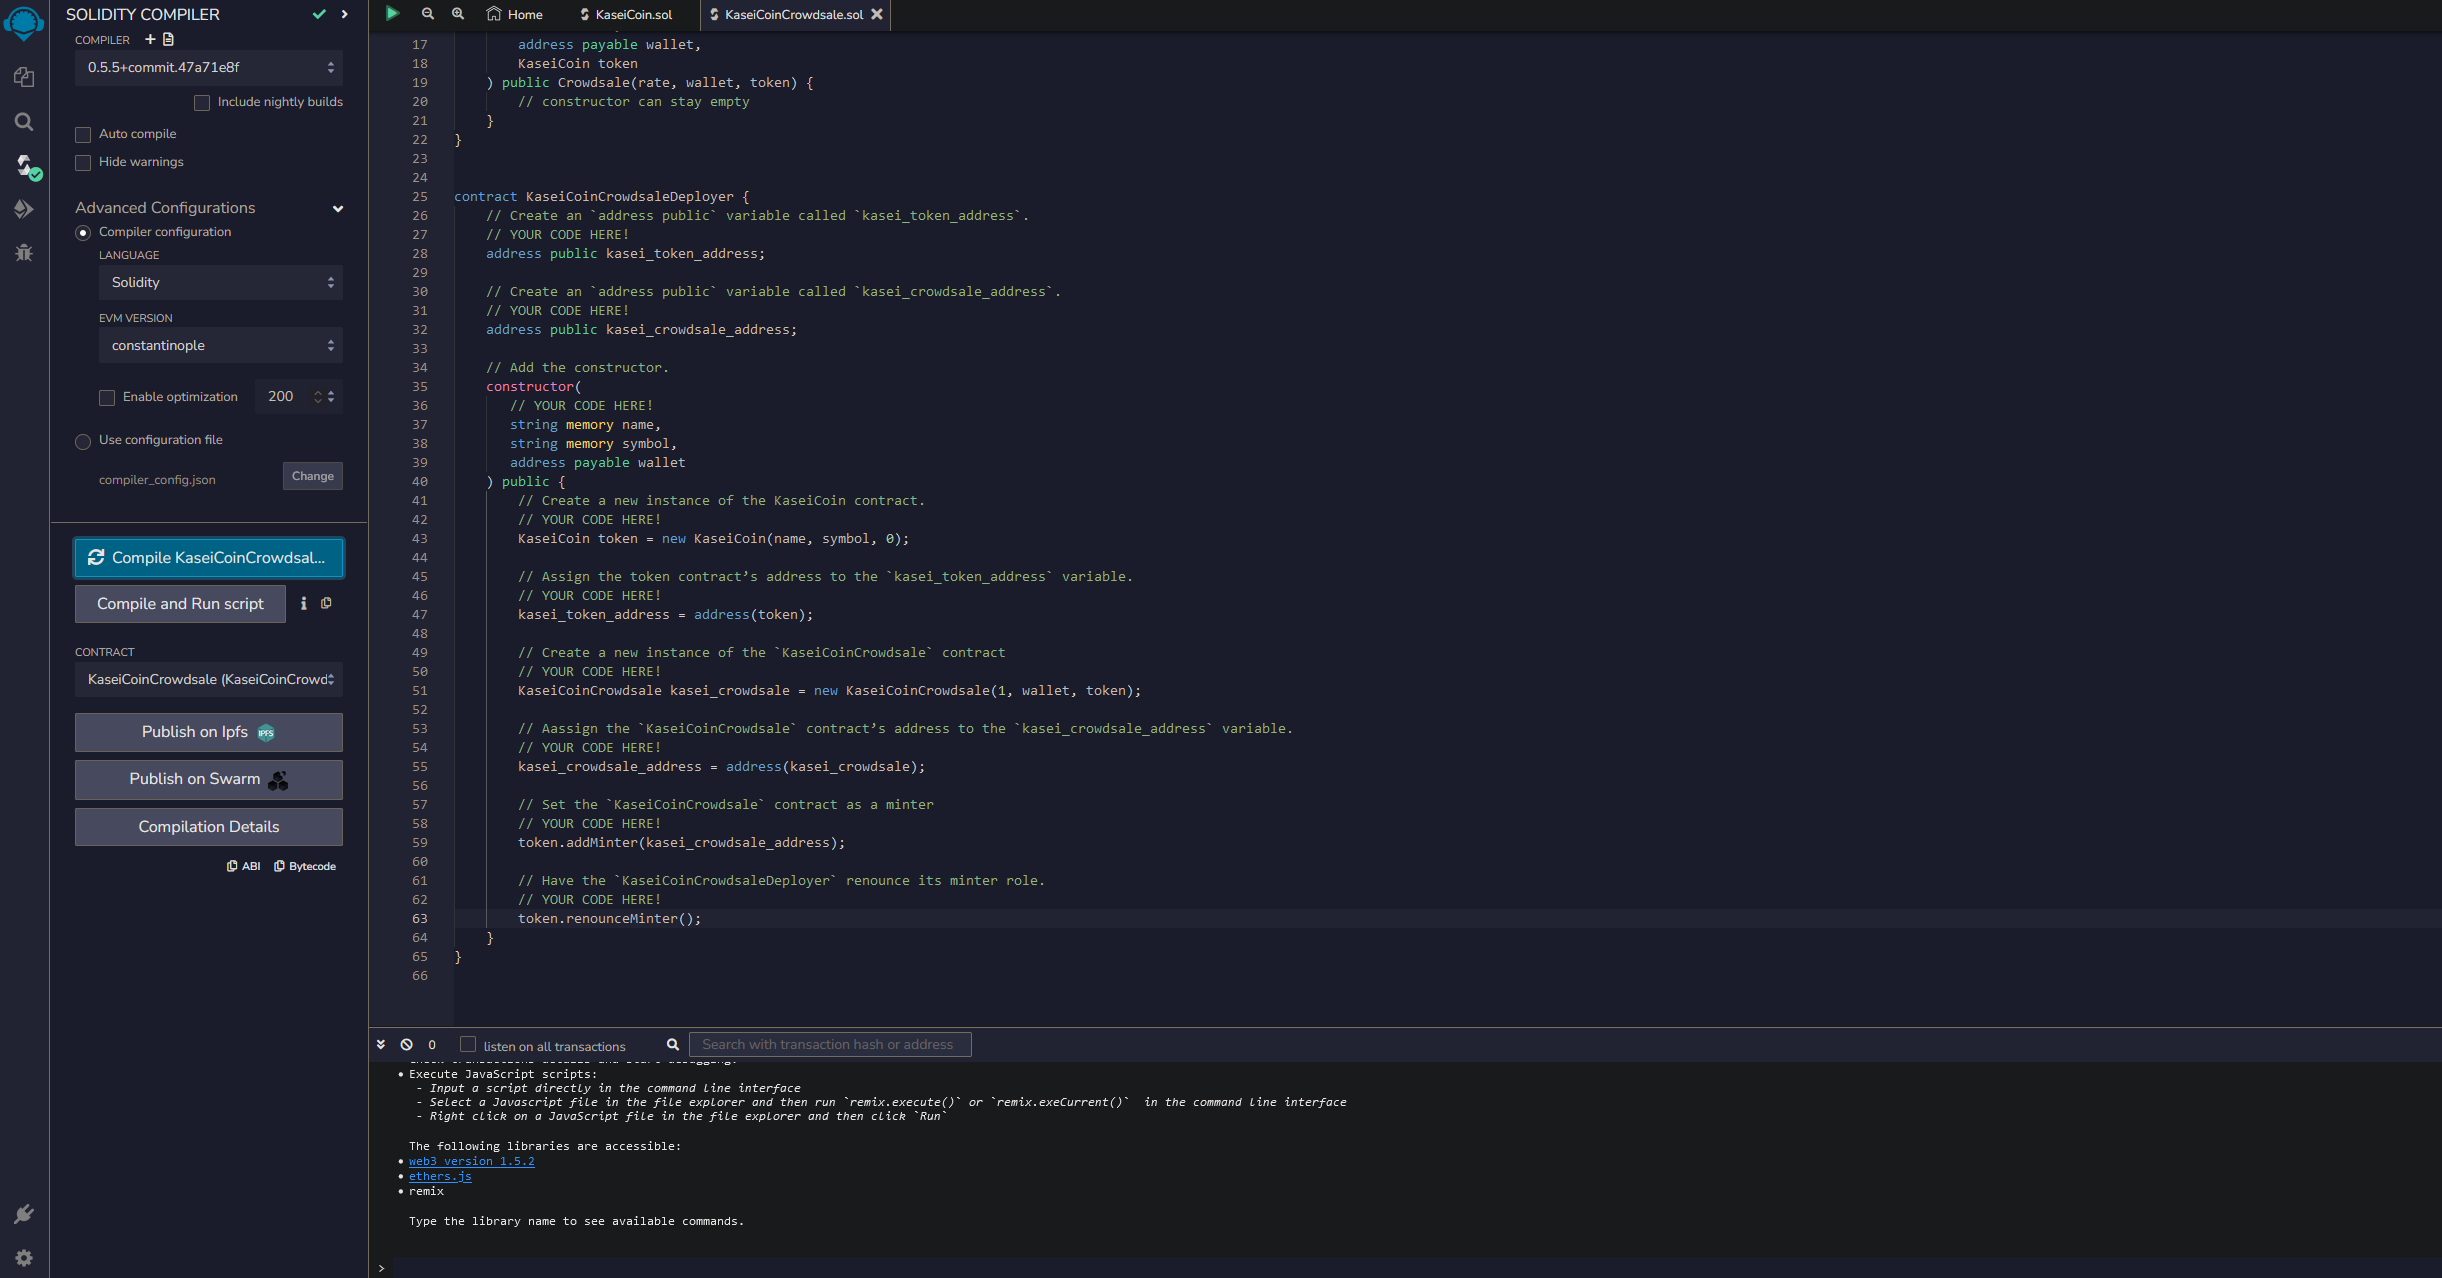 SOLIDITY COMPILER
COMPILER
0.5.5+commit.47a71e8f
Include nightly builds
Auto compile
Hide warnings
Advanced Configurations
Compiler configuration
LANGUAGE
Solidity
EVM VERSION
constantinople
Enable optimization
200
Use configuration file
compiler_config.json
Change
Compile KaseiCoinCrowdsal...
Compile and Run script
CONTRACT
KaseiCoinCrowdsale (KaseiCoinCrowd
Publish on Ipfs IPFS
Publish on Swarm
Compilation Details
ABI Bytecode
Home KaseiCoin.sol KaseiCoinCrowdsale.sol
17 address payable wallet,
18 KaseiCoin token
19 ) public Crowdsale(rate, wallet, token) {
20 // constructor can stay empty
21 }
22 }
23
24
25 contract KaseiCoinCrowdsaleDeployer {
26 // Create an `address public` variable called `kasei_token_address`.
27 // YOUR CODE HERE!
28 address public kasei_token_address;
29
30 // Create an `address public` variable called `kasei_crowdsale_address`.
31 // YOUR CODE HERE!
32 address public kasei_crowdsale_address;
33
34 // Add the constructor.
35 constructor(
36 // YOUR CODE HERE!
37 string memory name,
38 string memory symbol,
39 address payable wallet
40 ) public {
41 // Create a new instance of the KaseiCoin contract.
42 // YOUR CODE HERE!
43 KaseiCoin token = new KaseiCoin(name, symbol, 0);
44
45 // Assign the token contract’s address to the `kasei_token_address` variable.
46 // YOUR CODE HERE!
47 kasei_token_address = address(token);
48
49 // Create a new instance of the `KaseiCoinCrowdsale` contract
50 // YOUR CODE HERE!
51 KaseiCoinCrowdsale kasei_crowdsale = new KaseiCoinCrowdsale(1, wallet, token);
52
53 // Aassign the `KaseiCoinCrowdsale` contract’s address to the `kasei_crowdsale_address` variable.
54 // YOUR CODE HERE!
55 kasei_crowdsale_address = address(kasei_crowdsale);
56
57 // Set the `KaseiCoinCrowdsale` contract as a minter
58 // YOUR CODE HERE!
59 token.addMinter(kasei_crowdsale_address);
60
61 // Have the `KaseiCoinCrowdsaleDeployer` renounce its minter role.
62 // YOUR CODE HERE!
63 token.renounceMinter();
64 }
65 }
66
0 listen on all transactions Search with transaction hash or address
• Execute JavaScript scripts:
- Input a script directly in the command line interface
- Select a Javascript file in the file explorer and then run `remix.execute()` or `remix.exeCurrent()` in the command line interface
- Right click on a JavaScript file in the file explorer and then click `Run`
The following libraries are accessible:
• web3 version 1.5.2
• ethers.js
• remix
Type the library name to see available commands.
>